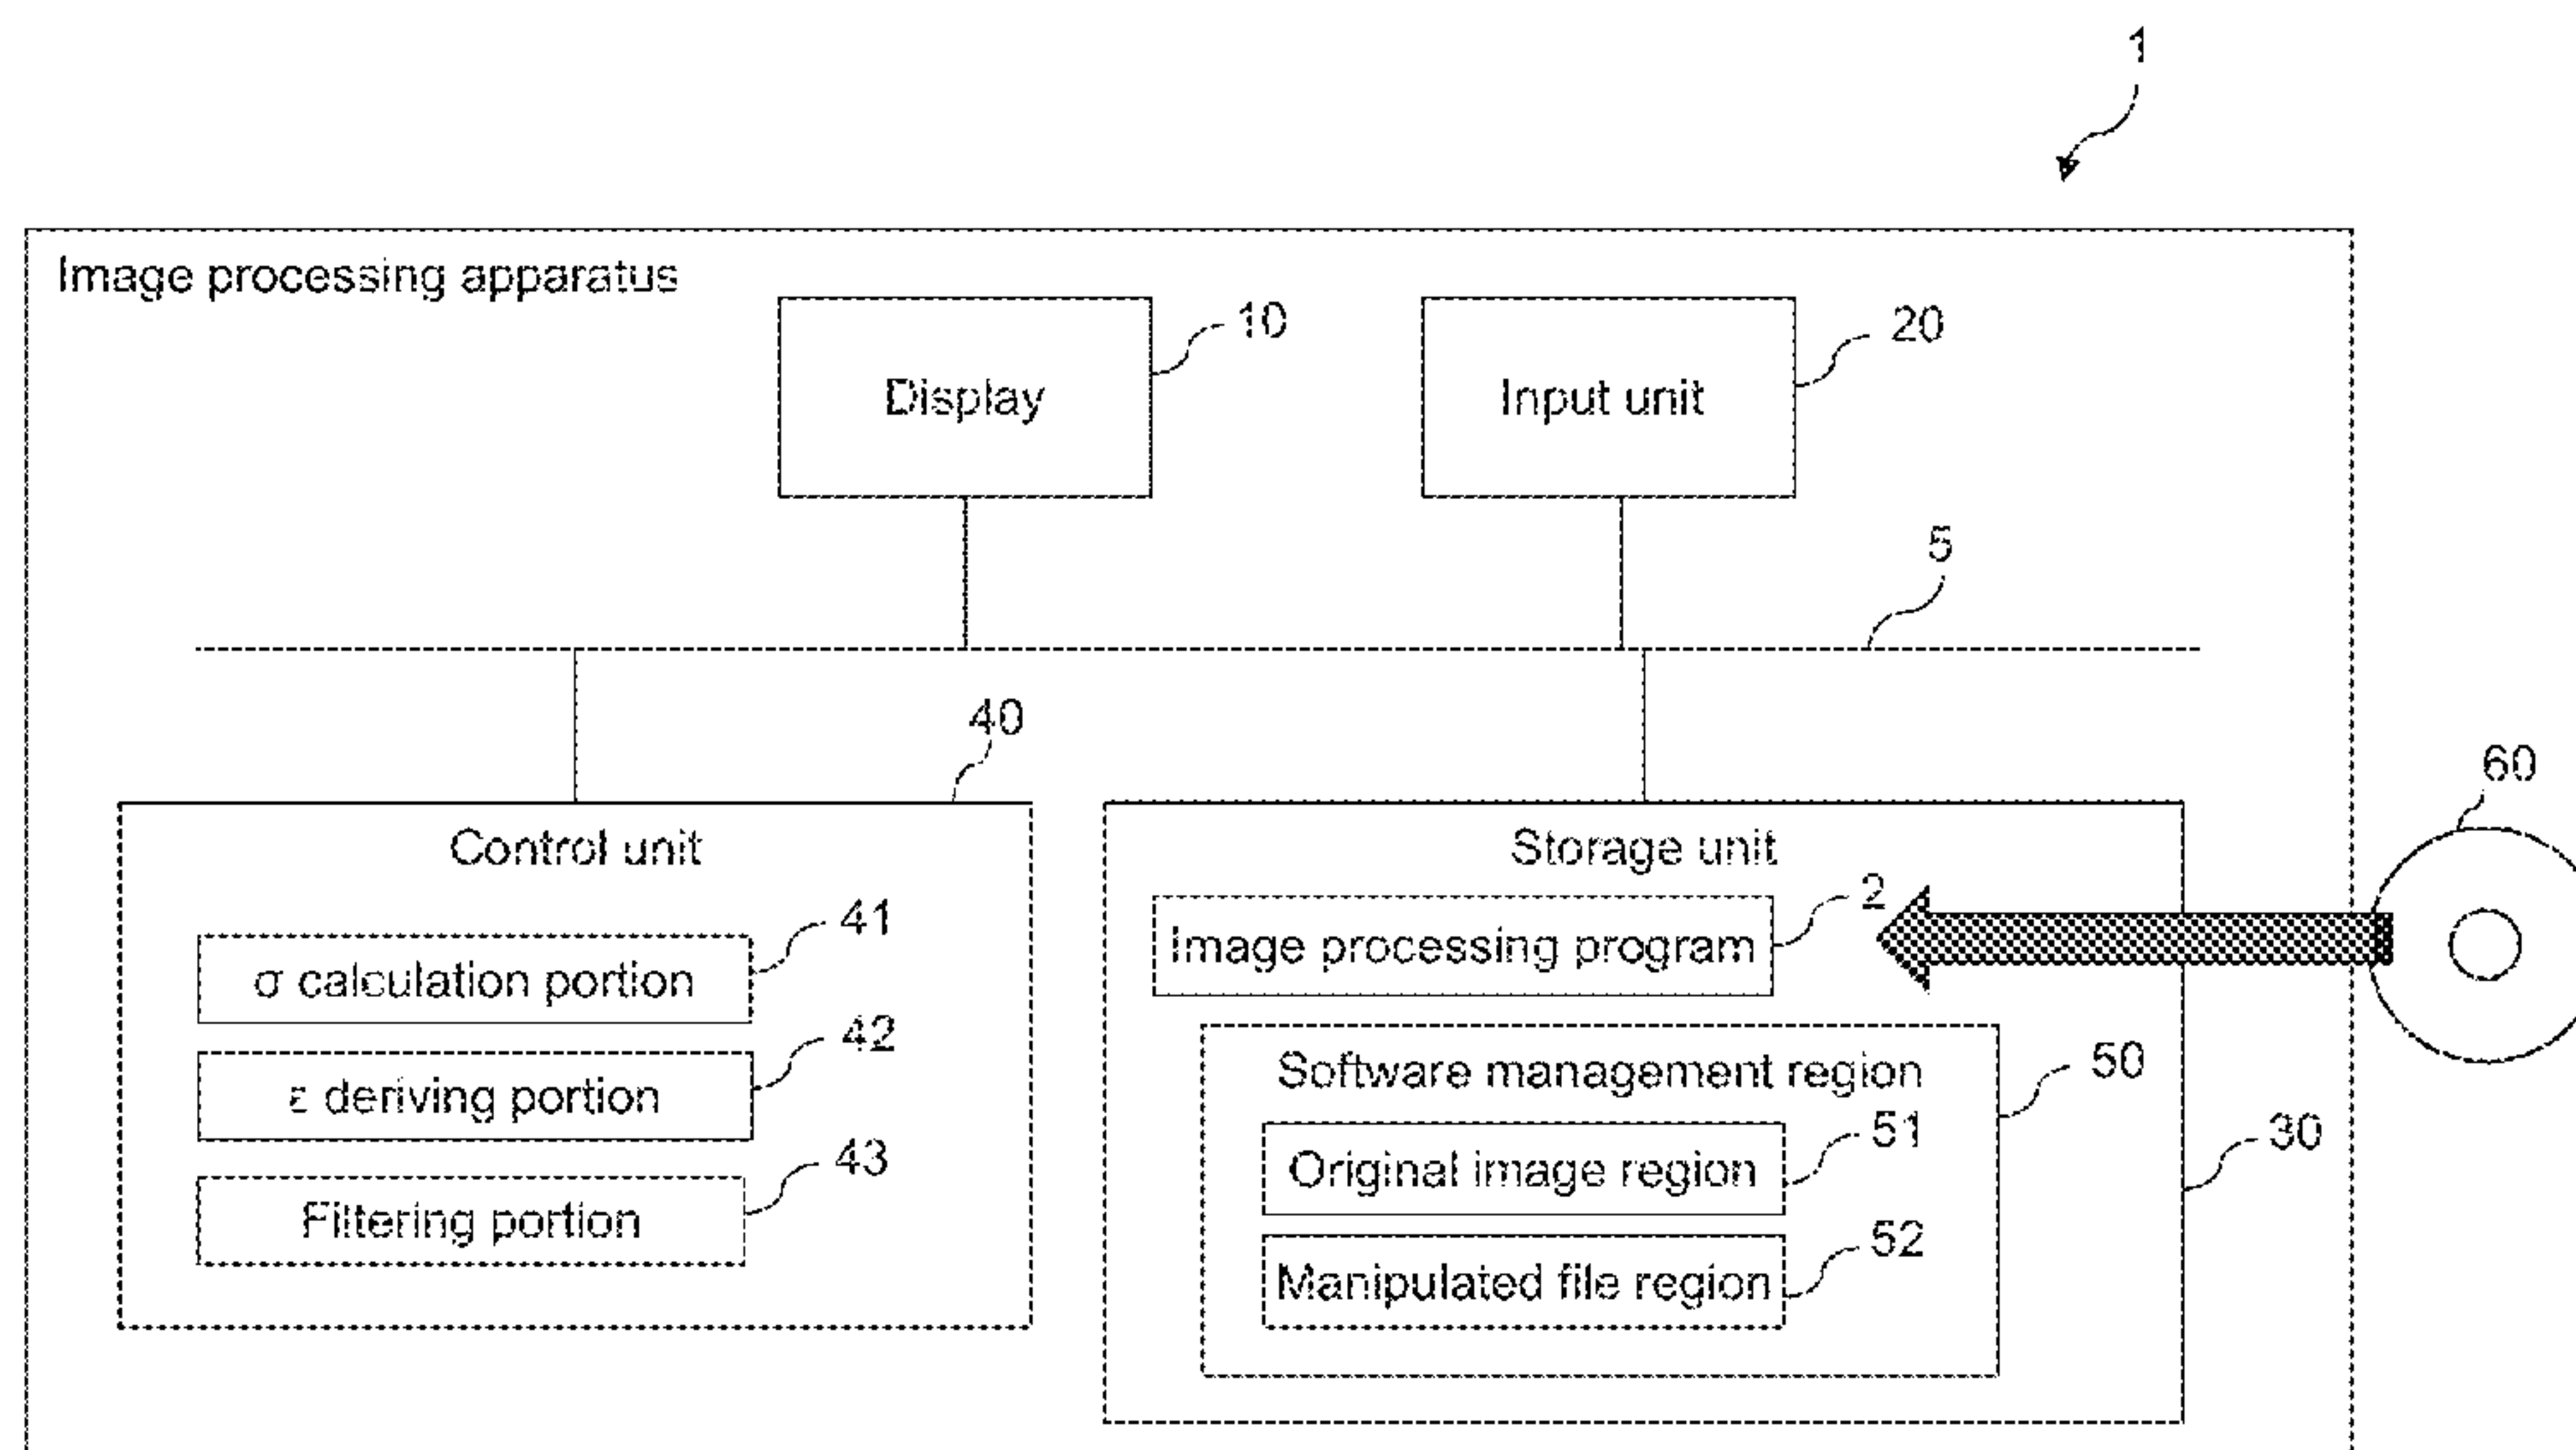 1
Image processing apparatus
10
20
Display
Input unit
5
40
60
Control unit
Storage unit
41
2
σ calculation portion
Image processing program
42
ε deriving portion
Software management region
50
43
51
30
Filtering portion
Original image region
52
Manipulated file region